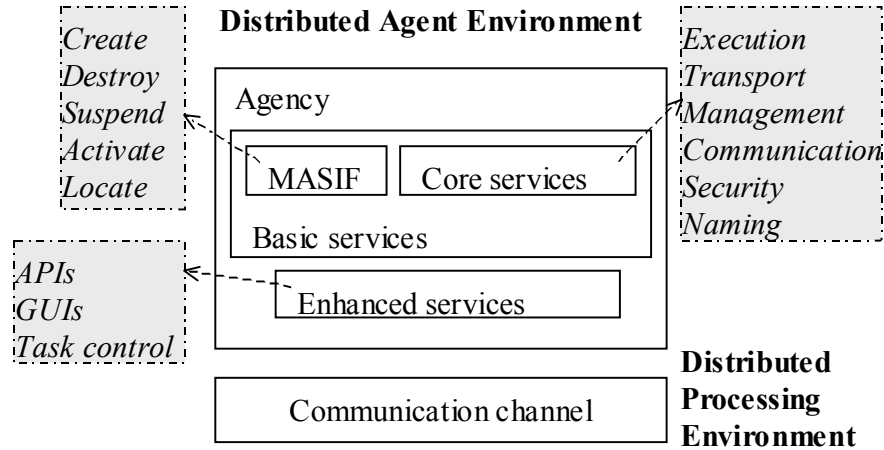 Distributed Agent Environment
Create
Destroy
Suspend
Activate
Locate
Execution
Transport
Management
Communication
Security
Naming
Agency
MASIF
Core services
Basic services
APIs
GUIs
Task control
Enhanced services
Distributed
Processing
Environment
Communication channel